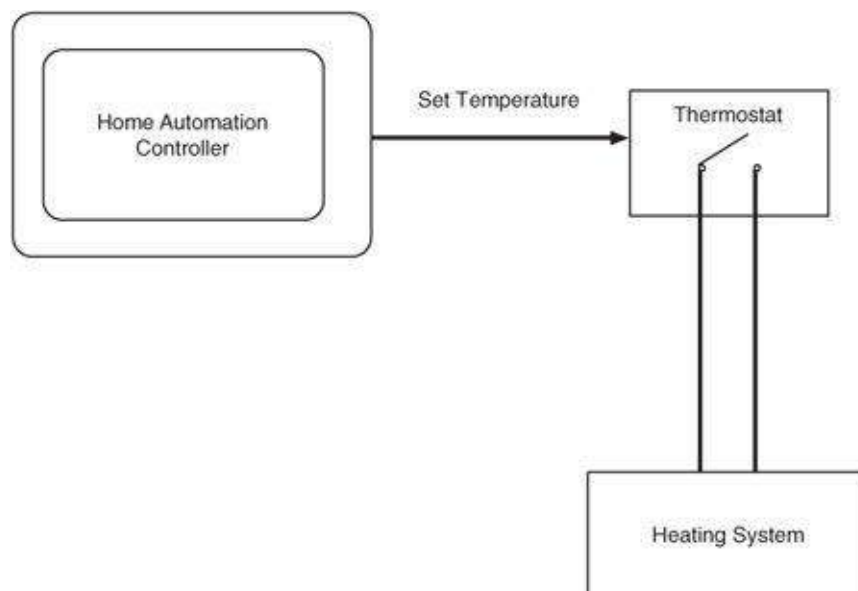 Home Automation
Controller
Set Temperature
Thermostat
Heating System